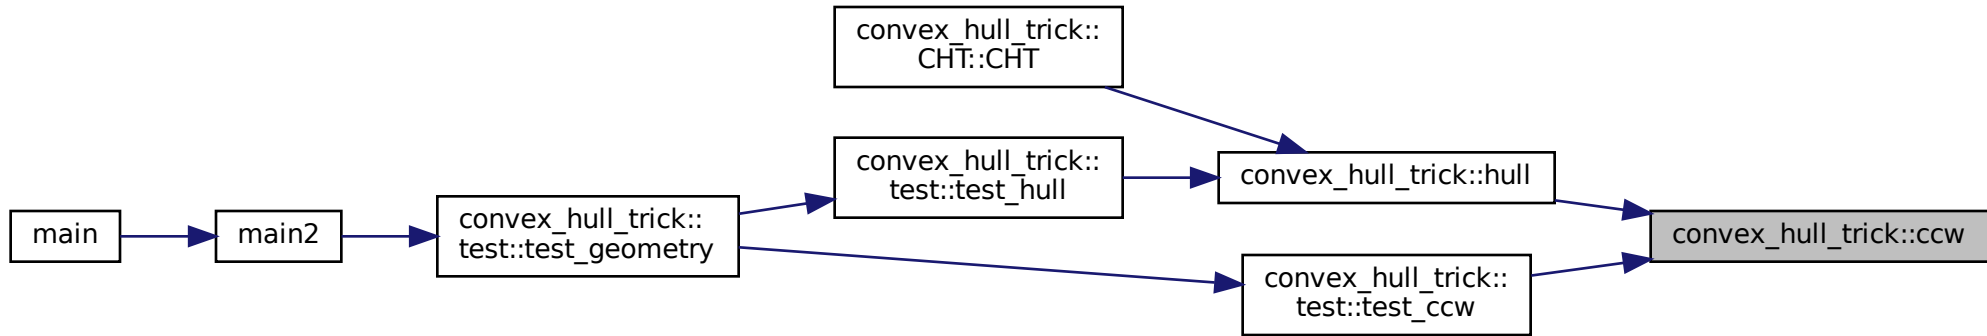 convex_hull_trick::
CHT::CHT
convex_hull_trick::
test::test_hull
convex_hull_trick::hull
main
main2
convex_hull_trick::
test::test_geometry
convex_hull_trick::ccw
convex_hull_trick::
test::test_ccw